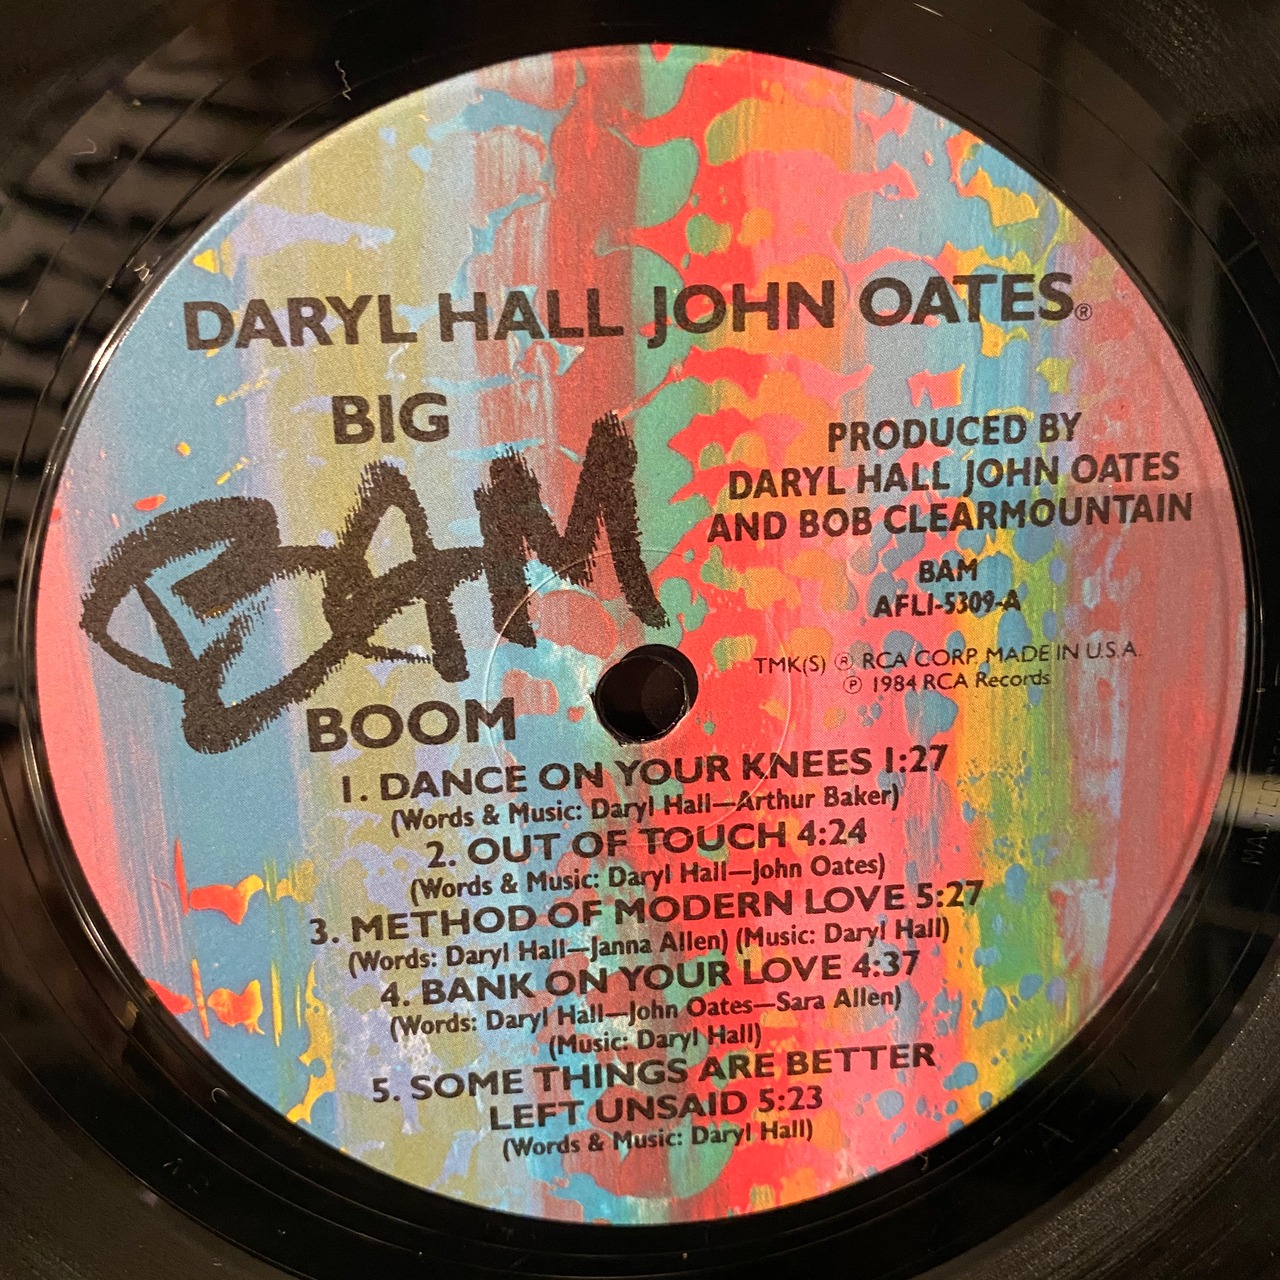 DARYL HALL JOHN OATES®
BIG
BAM
BOOM
PRODUCED BY
DARYL HALL JOHN OATES
AND BOB CLEARMOUNTAIN
BAM
AFL1-5309-A
TMK(S) ® RCA CORP. MADE IN U.S.A.
℗ 1984 RCA Records
1. DANCE ON YOUR KNEES 1:27
(Words & Music: Daryl Hall—Arthur Baker)
2. OUT OF TOUCH 4:24
(Words & Music: Daryl Hall—John Oates)
3. METHOD OF MODERN LOVE 5:27
(Words: Daryl Hall—Janna Allen) (Music: Daryl Hall)
4. BANK ON YOUR LOVE 4:37
(Words: Daryl Hall—John Oates—Sara Allen)
(Music: Daryl Hall)
5. SOME THINGS ARE BETTER
LEFT UNSAID 5:23
(Words & Music: Daryl Hall)